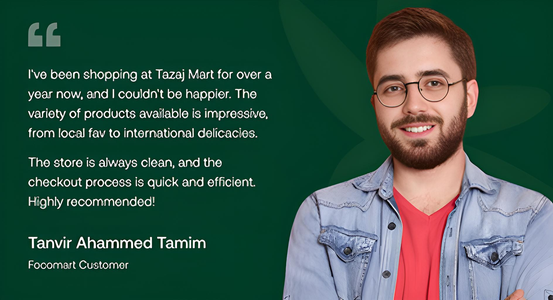 I've been shopping at Tazaj Mart for over a
year now, and I couldn't be happier. The
variety of products available is impressive,
from local fav to international delicacies.
The store is always clean, and the
checkout process is quick and efficient.
Highly recommended!
Tanvir Ahammed Tamim
Focomart Customer